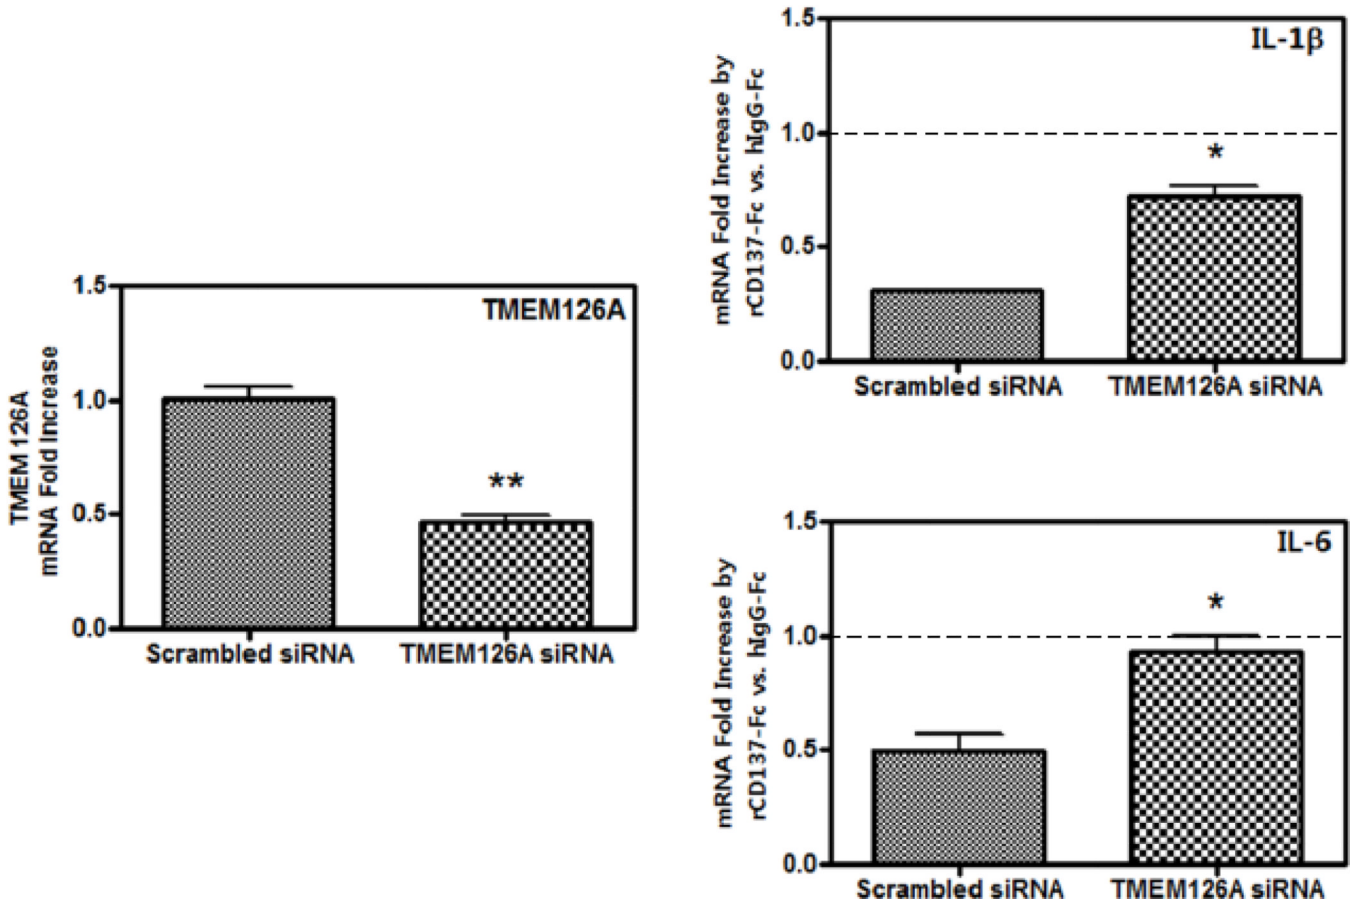 TMEM 126A
mRNA Fold Increase
1.5
1.0
0.5
0.0
TMEM126A
**
Scrambled siRNA
TMEM126A siRNA
mRNA Fold Increase by
rCD137-Fc vs. hIgG-Fc
1.5
1.0
0.5
0.0
IL-1β
*
Scrambled siRNA
TMEM126A siRNA
mRNA Fold Increase by
rCD137-Fc vs. hIgG-Fc
1.5
1.0
0.5
0.0
IL-6
*
Scrambled siRNA
TMEM126A siRNA